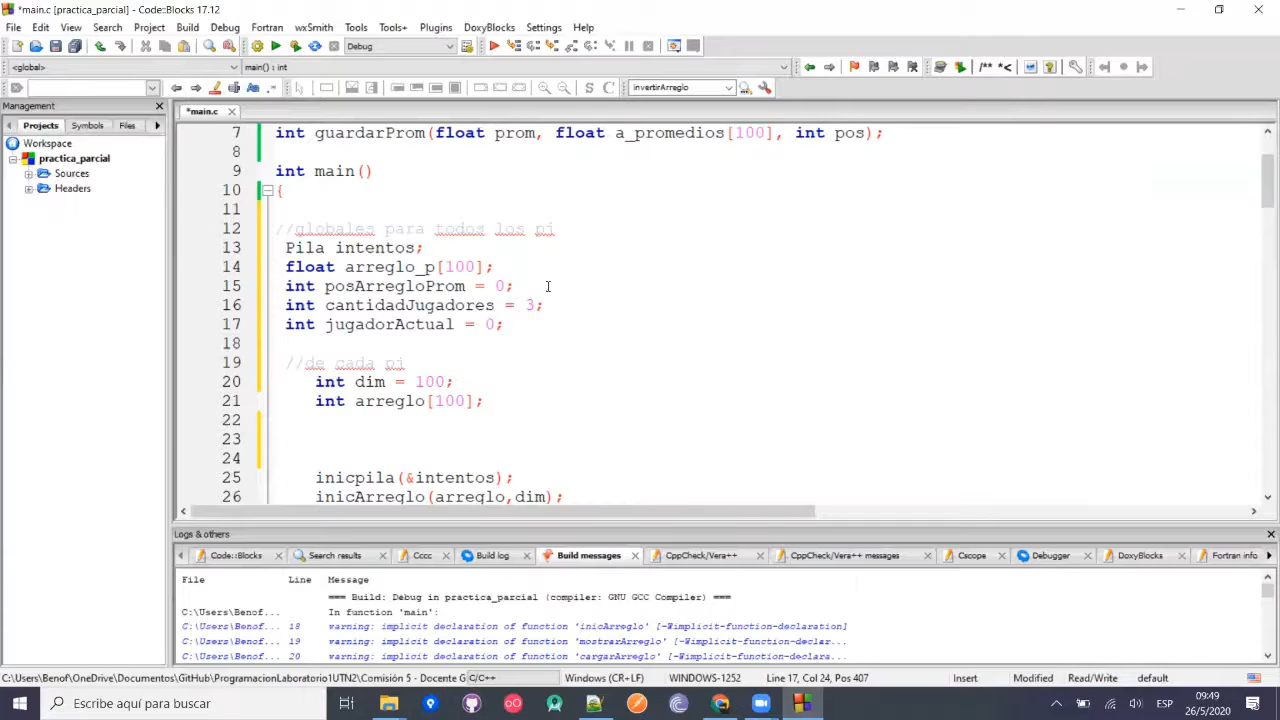 *main.c [practica_parcial] - Code::Blocks 17.12
File Edit View Search Project Build Debug Fortran wxSmith Tools Tools+ Plugins DoxyBlocks Settings Help
Debug
<global> main() : int
/** *<
S C invertirArreglo
Management
*main.c
Projects Symbols Files
Workspace
practica_parcial
Sources
Headers
7 int guardarProm(float prom, float a_promedios[100], int pos);
8
9 int main()
10 {
11
12 //globales para todos los pj
13 Pila intentos;
14 float arreglo_p[100];
15 int posArregloProm = 0;
16 int cantidadJugadores = 3;
17 int jugadorActual = 0;
18
19 //de cada pj
20 int dim = 100;
21 int arreglo[100];
22
23
24
25 inicpila(&intentos);
26 inicArreglo(arreglo,dim);
Logs & others
Code::Blocks Search results Cccc Build log Build messages CppCheck/Vera++ CppCheck/Vera++ messages Cscope Debugger DoxyBlocks Fortran info
File Line Message
=== Build: Debug in practica_parcial (compiler: GNU GCC Compiler) ===
C:\Users\Benof... In function 'main':
C:\Users\Benof... 18 warning: implicit declaration of function 'inicArreglo' [-Wimplicit-function-declaration]
C:\Users\Benof... 19 warning: implicit declaration of function 'mostrarArreglo' [-Wimplicit-function-declar...
C:\Users\Benof... 20 warning: implicit declaration of function 'cargarArreglo' [-Wimplicit-function-declara...
C:\Users\Benof\OneDrive\Documentos\GitHub\ProgramacionLaboratorio1UTN2\Comisión 5 - Docente G C/C++ Windows (CR+LF) WINDOWS-1252 Line 17, Col 24, Pos 407 Insert Modified Read/Write default
Escribe aquí para buscar
ESP
09:49
26/5/2020